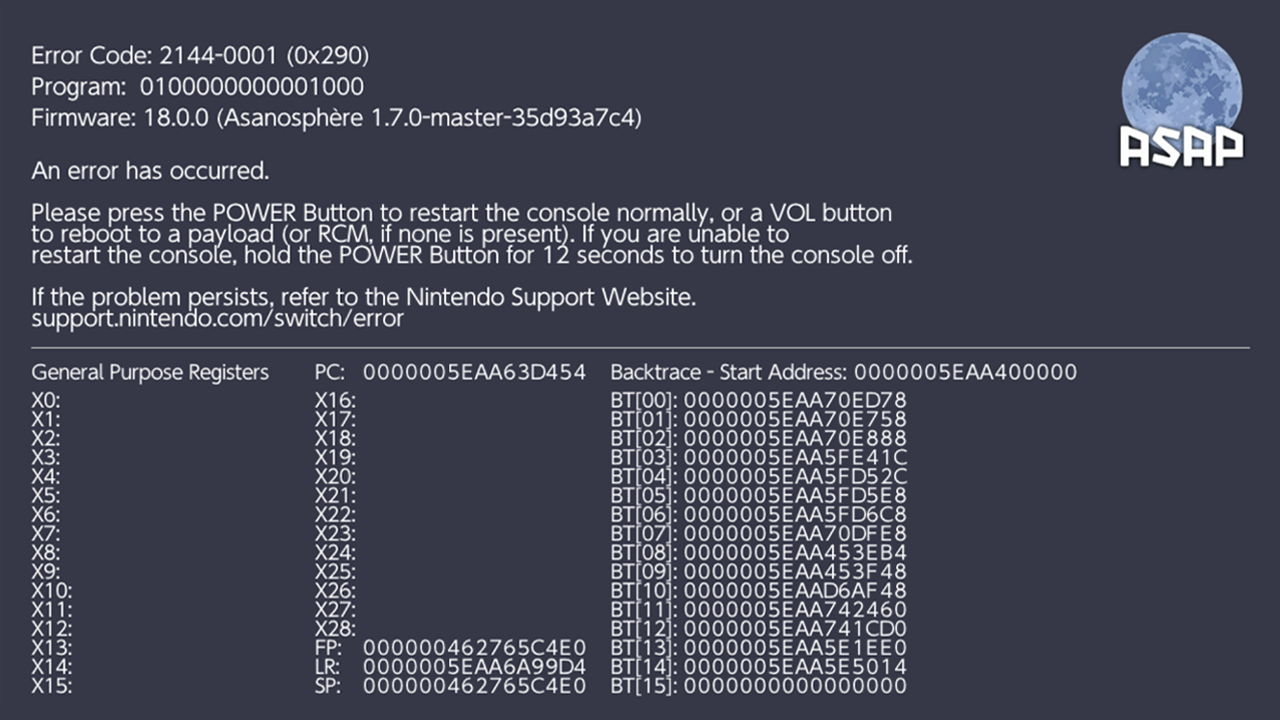 Error Code: 2144-0001 (0x290)
Program: 0100000000001000
Firmware: 18.0.0 (Asanosphère 1.7.0-master-35d93a7c4)
ASAP
An error has occurred.
Please press the POWER Button to restart the console normally, or a VOL button
to reboot to a payload (or RCM, if none is present). If you are unable to
restart the console, hold the POWER Button for 12 seconds to turn the console off.
If the problem persists, refer to the Nintendo Support Website.
support.nintendo.com/switch/error
General Purpose Registers PC: 0000005EAA63D454 Backtrace - Start Address: 0000005EAA400000
X0: X16: BT[00]: 0000005EAA70ED78
X1: X17: BT[01]: 0000005EAA70E758
X2: X18: BT[02]: 0000005EAA70E888
X3: X19: BT[03]: 0000005EAA5FE41C
X4: X20: BT[04]: 0000005EAA5FD52C
X5: X21: BT[05]: 0000005EAA5FD5E8
X6: X22: BT[06]: 0000005EAA5FD6C8
X7: X23: BT[07]: 0000005EAA70DFE8
X8: X24: BT[08]: 0000005EAA453EB4
X9: X25: BT[09]: 0000005EAA453F48
X10: X26: BT[10]: 0000005EAAD6AF48
X11: X27: BT[11]: 0000005EAA742460
X12: X28: BT[12]: 0000005EAA741CD0
X13: FP: 000000462765C4E0 BT[13]: 0000005EAA5E1EE0
X14: LR: 0000005EAA6A99D4 BT[14]: 0000005EAA5E5014
X15: SP: 000000462765C4E0 BT[15]: 0000000000000000